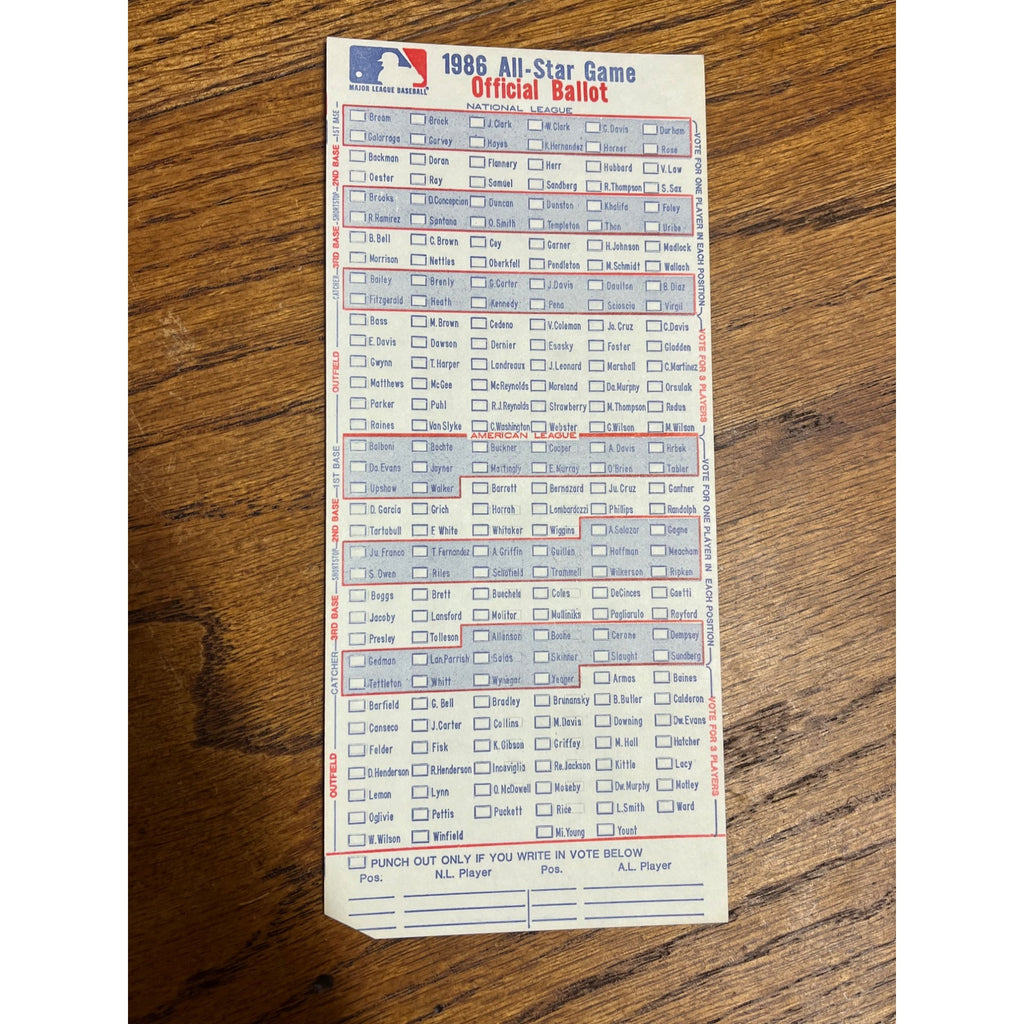 1986 All-Star Game
MAJOR LEAGUE BASEBALL
Official Ballot
NATIONAL LEAGUE
1ST BASE
Bream Brock J.Clark W.Clark G.Davis Durham
Galarraga Garvey Hayes K.Hernandez Horner Rose
2ND BASE
Backman Doran Flannery Herr Hubbard V.Law
Oester Ray Samuel Sandberg R.Thompson S.Sax
SHORTSTOP
Brooks D.Concepcion Duncan Dunston Khalifa Foley
R.Ramirez Santana O.Smith Templeton Thon Uribe
3RD BASE
B.Bell C.Brown Cey Garner H.Johnson Madlock
Morrison Nettles Oberkfell Pendleton M.Schmidt Wallach
CATCHER
Bailey Brenly G.Carter J.Davis Daulton B.Diaz
Fitzgerald Heath Kennedy Pena Scioscia Virgil
VOTE FOR ONE PLAYER IN EACH POSITION
OUTFIELD
Bass M.Brown Cedeno V.Coleman Jo.Cruz C.Davis
E.Davis Dawson Dernier Esasky Foster Gladden
Gwynn T.Harper Landreaux J.Leonard Marshall C.Martinez
Matthews McGee McReynolds Moreland Da.Murphy Orsulak
Parker Puhl R.J.Reynolds Strawberry M.Thompson Redus
Raines Van Slyke C.Washington Webster G.Wilson M.Wilson
VOTE FOR 3 PLAYERS
AMERICAN LEAGUE
1ST BASE
Balboni Bochte Buckner Cooper A.Davis Hrbek
Da.Evans Joyner Mattingly E.Murray O'Brien Tabler
Upshaw Walker Barrett Bernazard Ju.Cruz Gantner
2ND BASE
D.Garcia Grich Harrah Lombardozzi Phillips Randolph
Tartabull F.White Whitaker Wiggins A.Salazar Gagne
SHORTSTOP
Ju.Franco T.Fernandez A.Griffin Guillen Hoffman Meacham
S.Owen Riles Schofield Trammell Wilkerson Ripken
3RD BASE
Boggs Brett Buechele Coles DeCinces Gaetti
Jacoby Lansford Molitor Mulliniks Pagliarulo Rayford
Presley Tolleson Allanson Boone Cerone Dempsey
CATCHER
Gedman Lan.Parrish Salas Skinner Slaught Sundberg
Tettleton Whitt Wynegar Yeager Armas Baines
VOTE FOR ONE PLAYER IN EACH POSITION
OUTFIELD
Barfield G.Bell Bradley Brunansky B.Butler Calderon
Canseco J.Carter Collins M.Davis Downing Dw.Evans
Felder Fisk K.Gibson Griffey M.Hall Hatcher
D.Henderson R.Henderson Incaviglia Re.Jackson Kittle Lacy
Leman Lynn O.McDowell Moseby Dw.Murphy Motley
Oglivie Pettis Puckett Rice L.Smith Ward
W.Wilson Winfield Mi.Young Yount
VOTE FOR 3 PLAYERS
PUNCH OUT ONLY IF YOU WRITE IN VOTE BELOW
Pos. N.L. Player Pos. A.L. Player